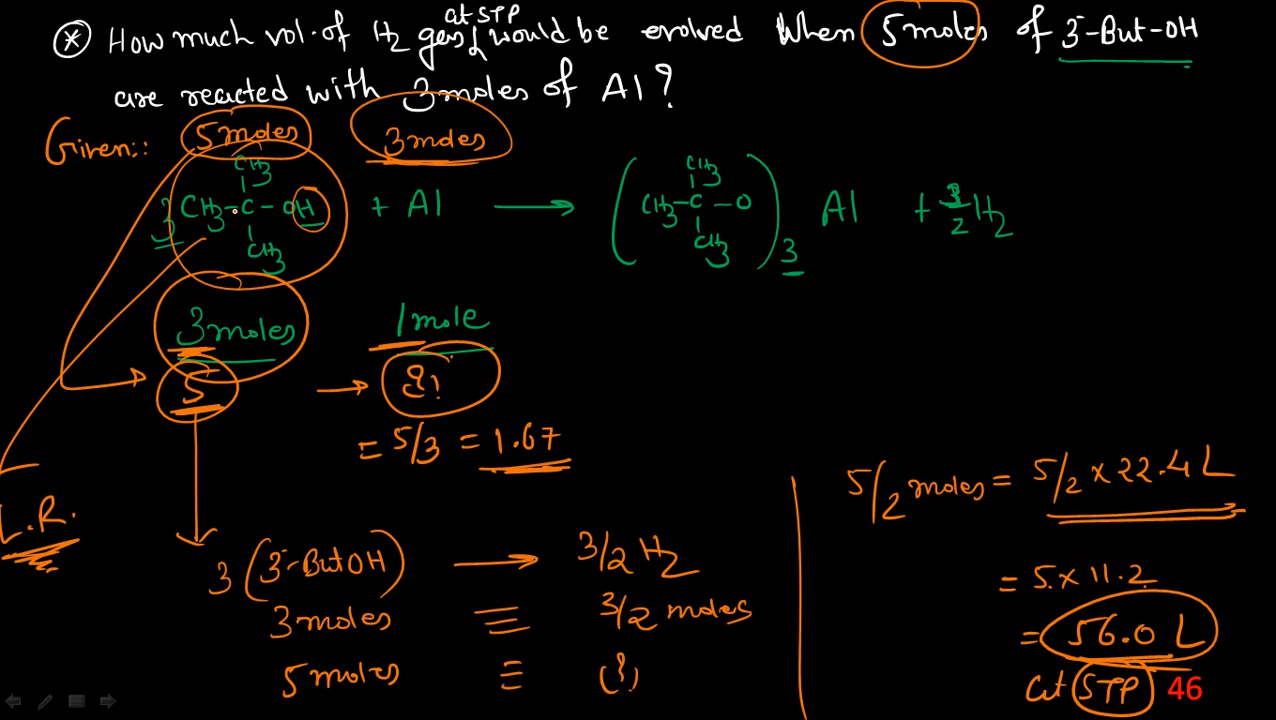 (*) How much vol. of H2 gas at STP would be evolved when 5 moles of 3°-But-OH
are reacted with 3 moles of Al?
Given:: 5 moles 3 moles
CH3
3 CH3-C-OH + Al → (CH3-C-O)3 Al + 3/2 H2
CH3
CH3
CH3
3 moles 1 mole
5 → ?
= 5/3 = 1.67
L.R.
3 (3°-ButOH) → 3/2 H2
3 moles ≡ 3/2 moles
5 moles ≡ (?)
5/2 moles = 5/2 × 22.4 L
= 5 × 11.2
= 56.0 L
at STP 46